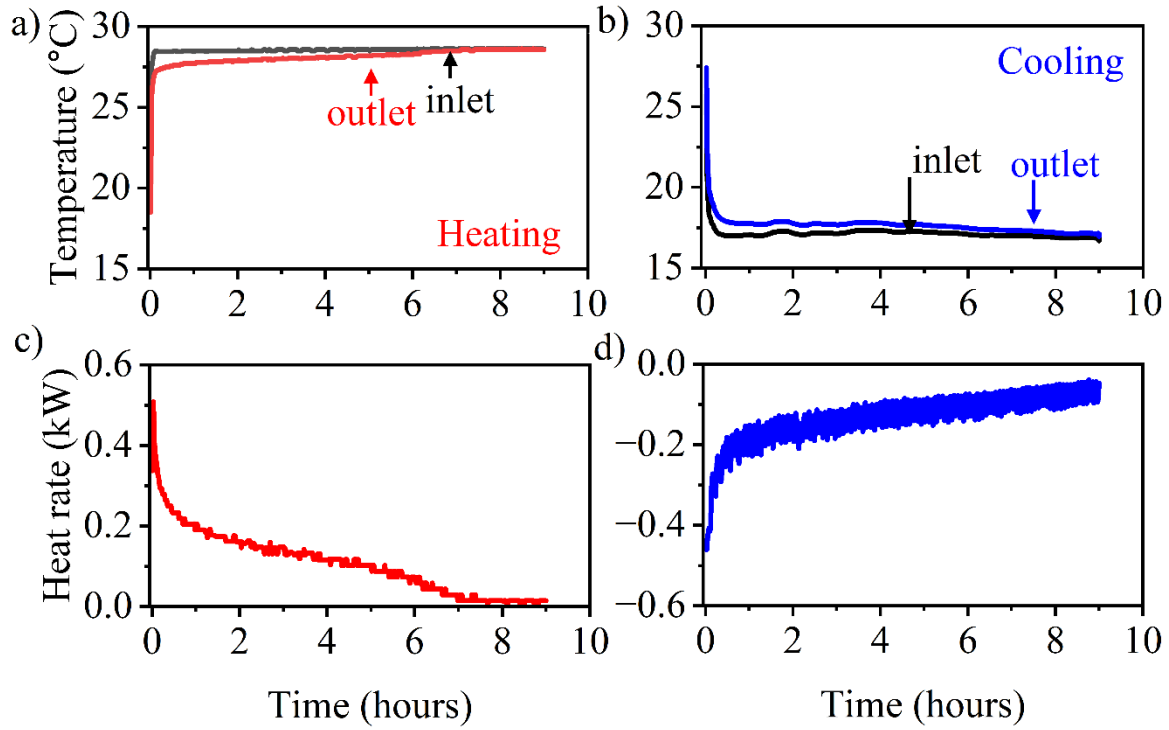 a)
Temperature (°C)
30
25
20
15
outlet
inlet
Heating
0 2 4 6 8 10
b)
30
25
20
15
Cooling
inlet
outlet
0 2 4 6 8 10
c)
Heat rate (kW)
0.6
0.4
0.2
0.0
0 2 4 6 8 10
Time (hours)
d)
0.0
−0.2
−0.4
−0.6
0 2 4 6 8 10
Time (hours)